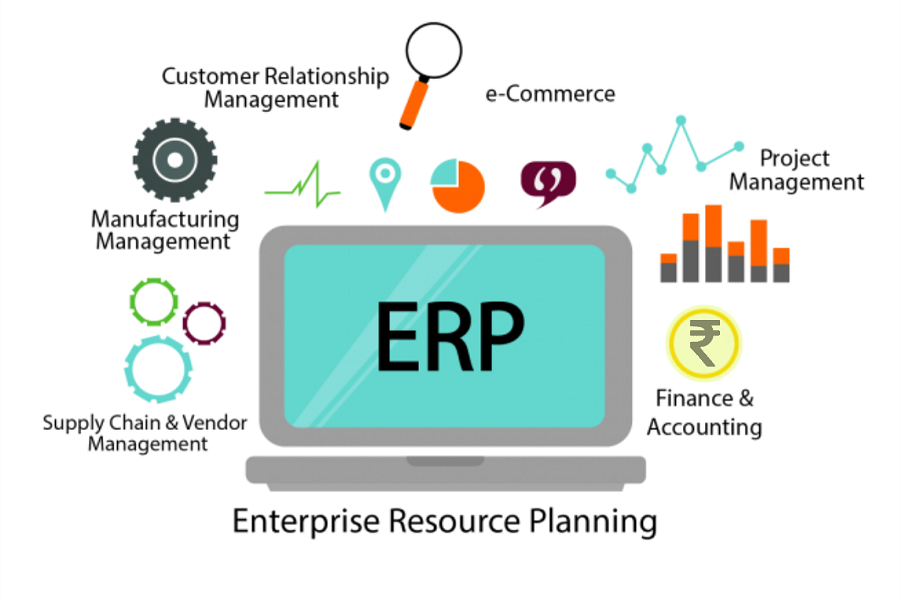 Customer Relationship
Management
e-Commerce
Project
Management
Manufacturing
Management
ERP
₹
Finance &
Accounting
Supply Chain & Vendor
Management
Enterprise Resource Planning